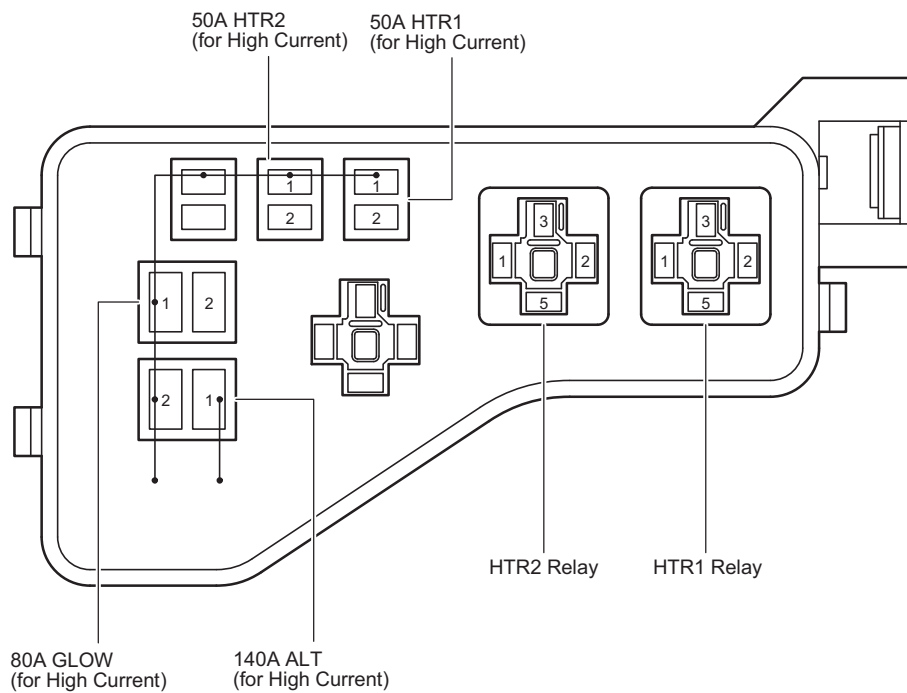 50A HTR2
(for High Current)
50A HTR1
(for High Current)
1
1
2
2
3
3
1
2
1
2
1
2
5
5
2
1
HTR2 Relay
HTR1 Relay
80A GLOW
(for High Current)
140A ALT
(for High Current)